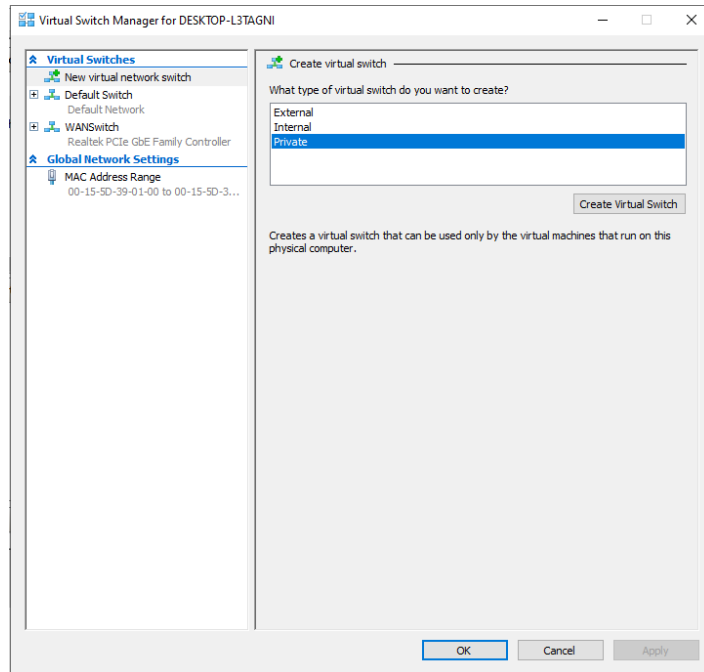 Virtual Switch Manager for DESKTOP-L3TAGNI
Virtual Switches
New virtual network switch
Default Switch
Default Network
WANSwitch
Realtek PCIe GbE Family Controller
Global Network Settings
MAC Address Range
00-15-5D-39-01-00 to 00-15-5D-3...
Create virtual switch
What type of virtual switch do you want to create?
External
Internal
Private
Create Virtual Switch
Creates a virtual switch that can be used only by the virtual machines that run on this
physical computer.
OK
Cancel
Apply